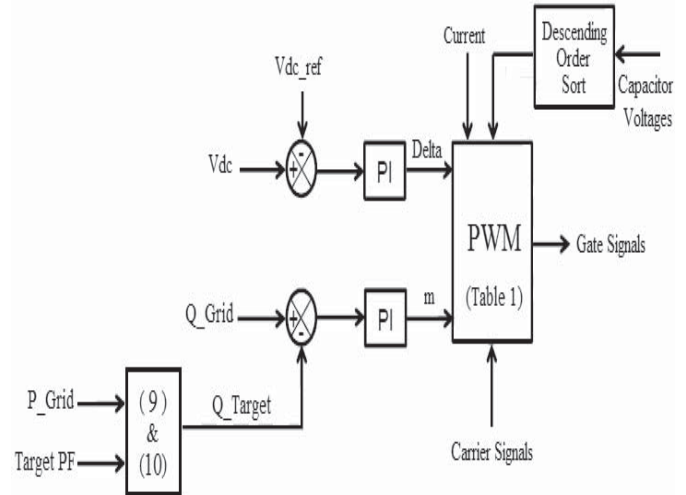 Descending
Order
Sort
Current
Vdc_ref
Capacitor
Voltages
-
+
Vdc
PI
Delta
PWM
(Table 1)
Gate Signals
Q_Grid
+
-
PI
m
P_Grid
Target PF
(9)
&
(10)
Q_Target
Carrier Signals